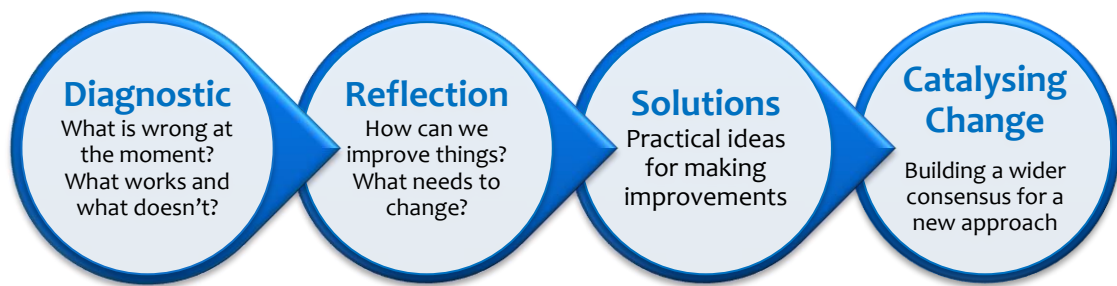 Diagnostic
What is wrong at
the moment?
What works and
what doesn't?
Reflection
How can we
improve things?
What needs to
change?
Solutions
Practical ideas
for making
improvements
Catalysing
Change
Building a wider
consensus for a
new approach